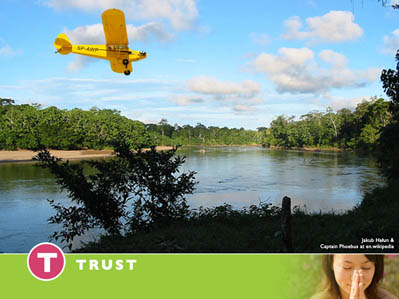 SP-AWP
Jakub Hałun &
Captain Phoebus at en.wikipedia
T TRUST